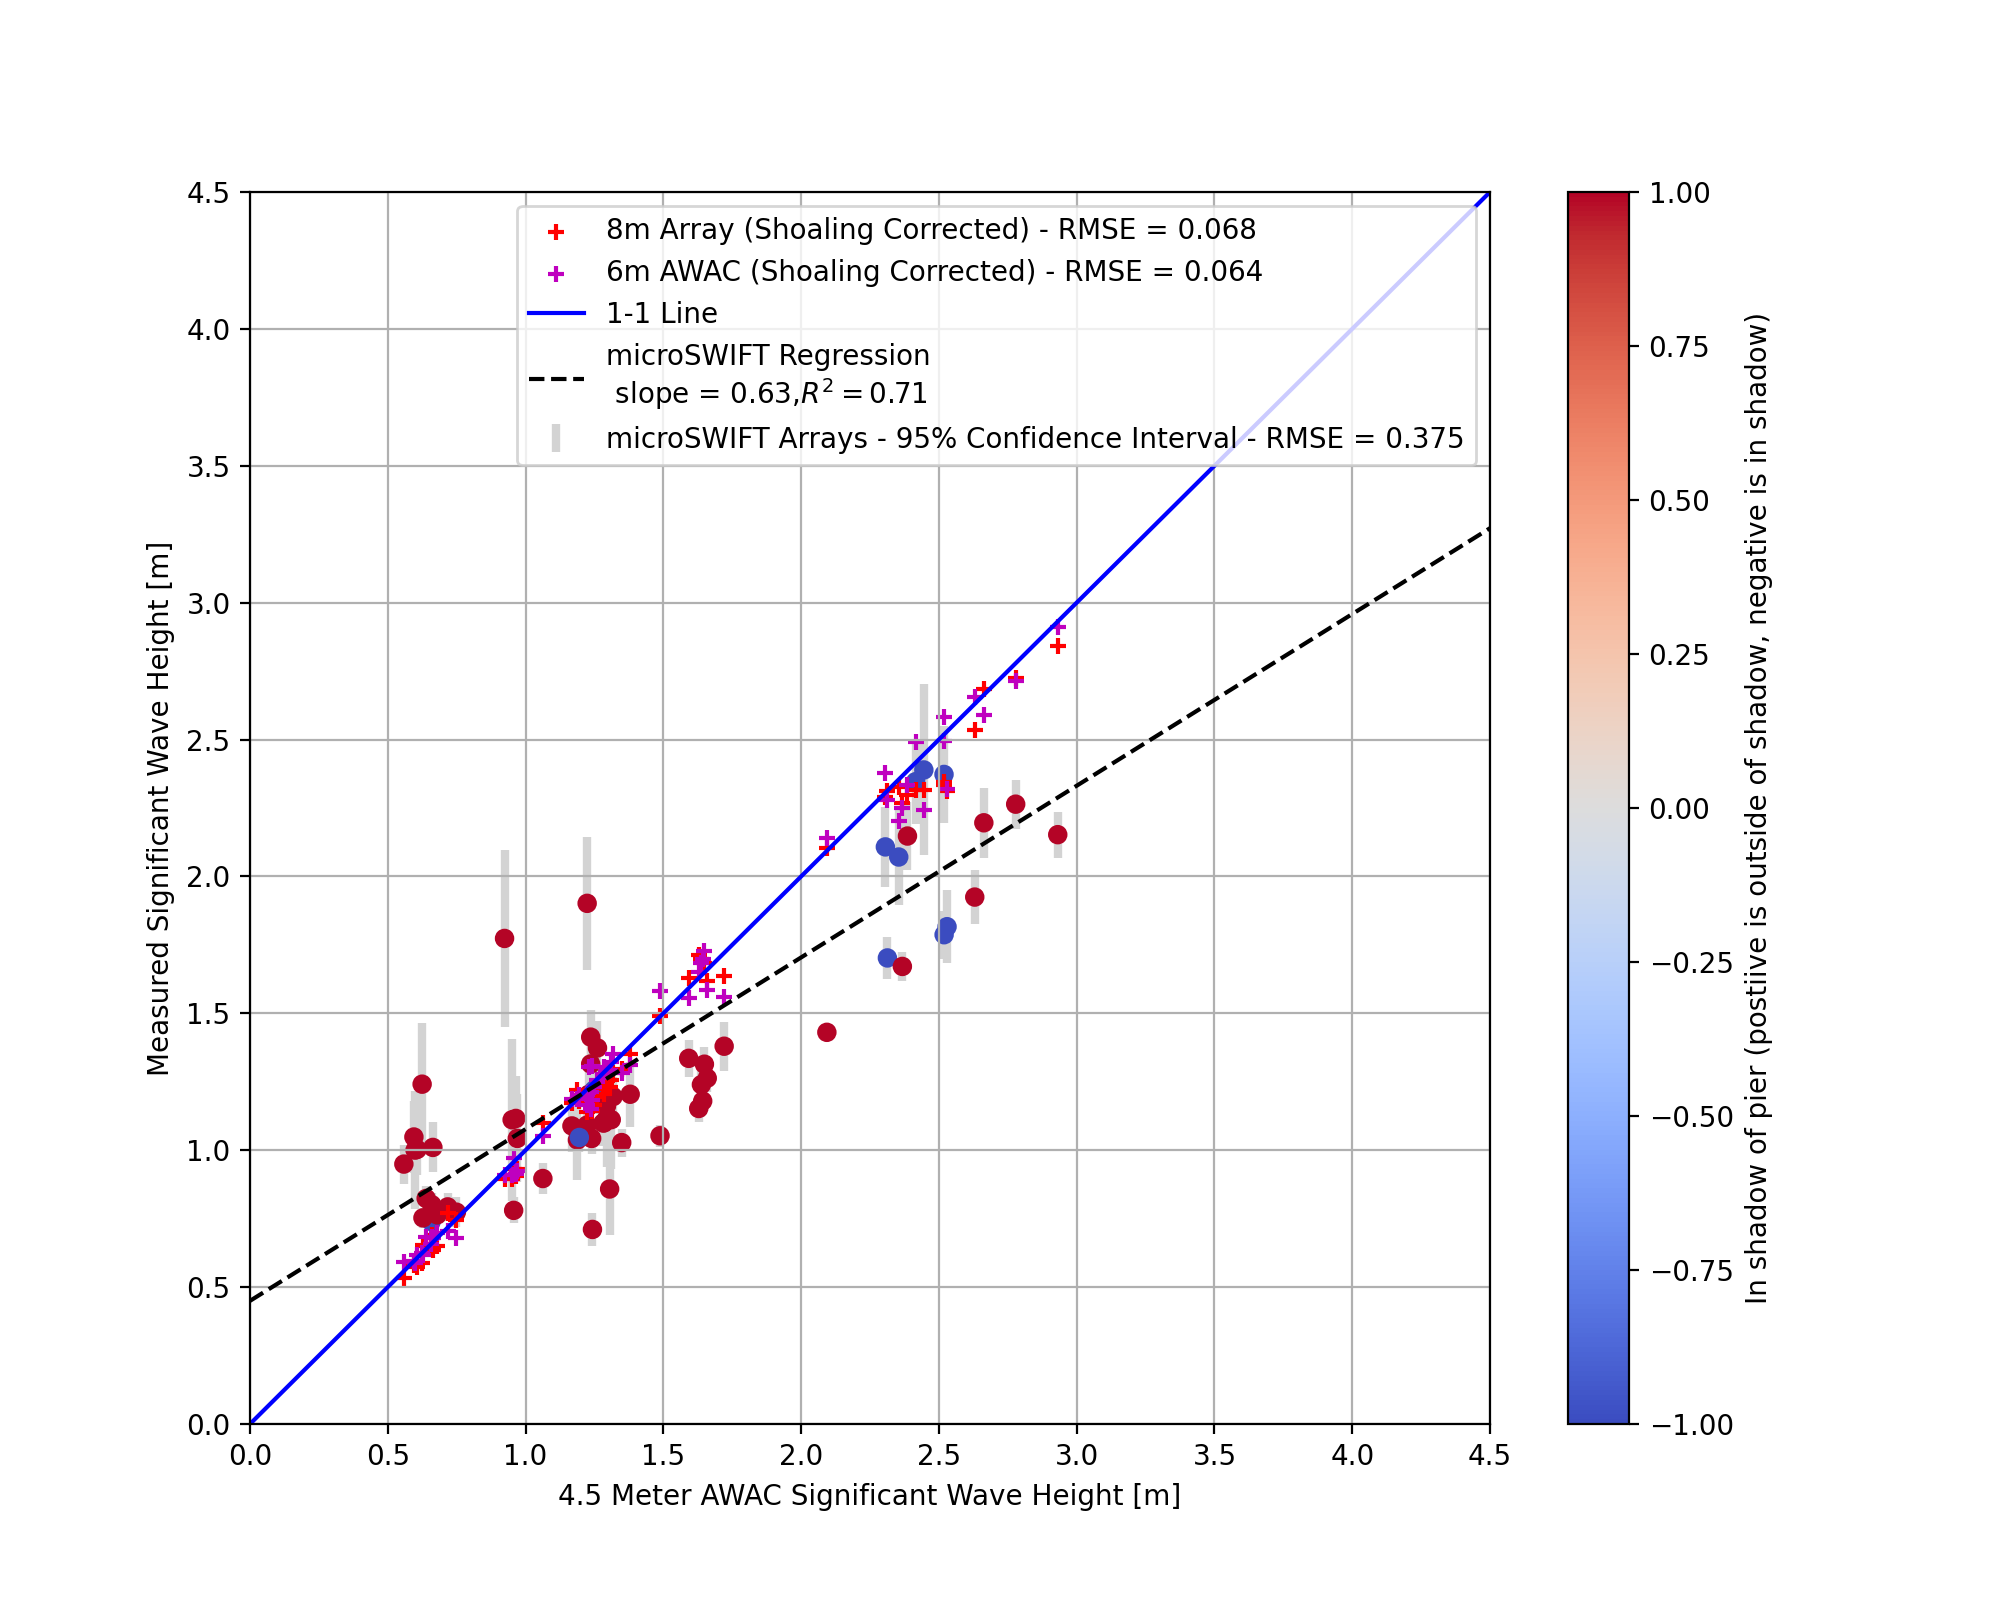 8m Array (Shoaling Corrected) - RMSE = 0.068
6m AWAC (Shoaling Corrected) - RMSE = 0.064
1-1 Line
microSWIFT Regression
slope = 0.63,R² = 0.71
microSWIFT Arrays - 95% Confidence Interval - RMSE = 0.375
Measured Significant Wave Height [m]
4.5
4.0
3.5
3.0
2.5
2.0
1.5
1.0
0.5
0.0
0.0 0.5 1.0 1.5 2.0 2.5 3.0 3.5 4.0 4.5
4.5 Meter AWAC Significant Wave Height [m]
1.00
0.75
0.50
0.25
0.00
−0.25
−0.50
−0.75
−1.00
In shadow of pier (postiive is outside of shadow, negative is in shadow)